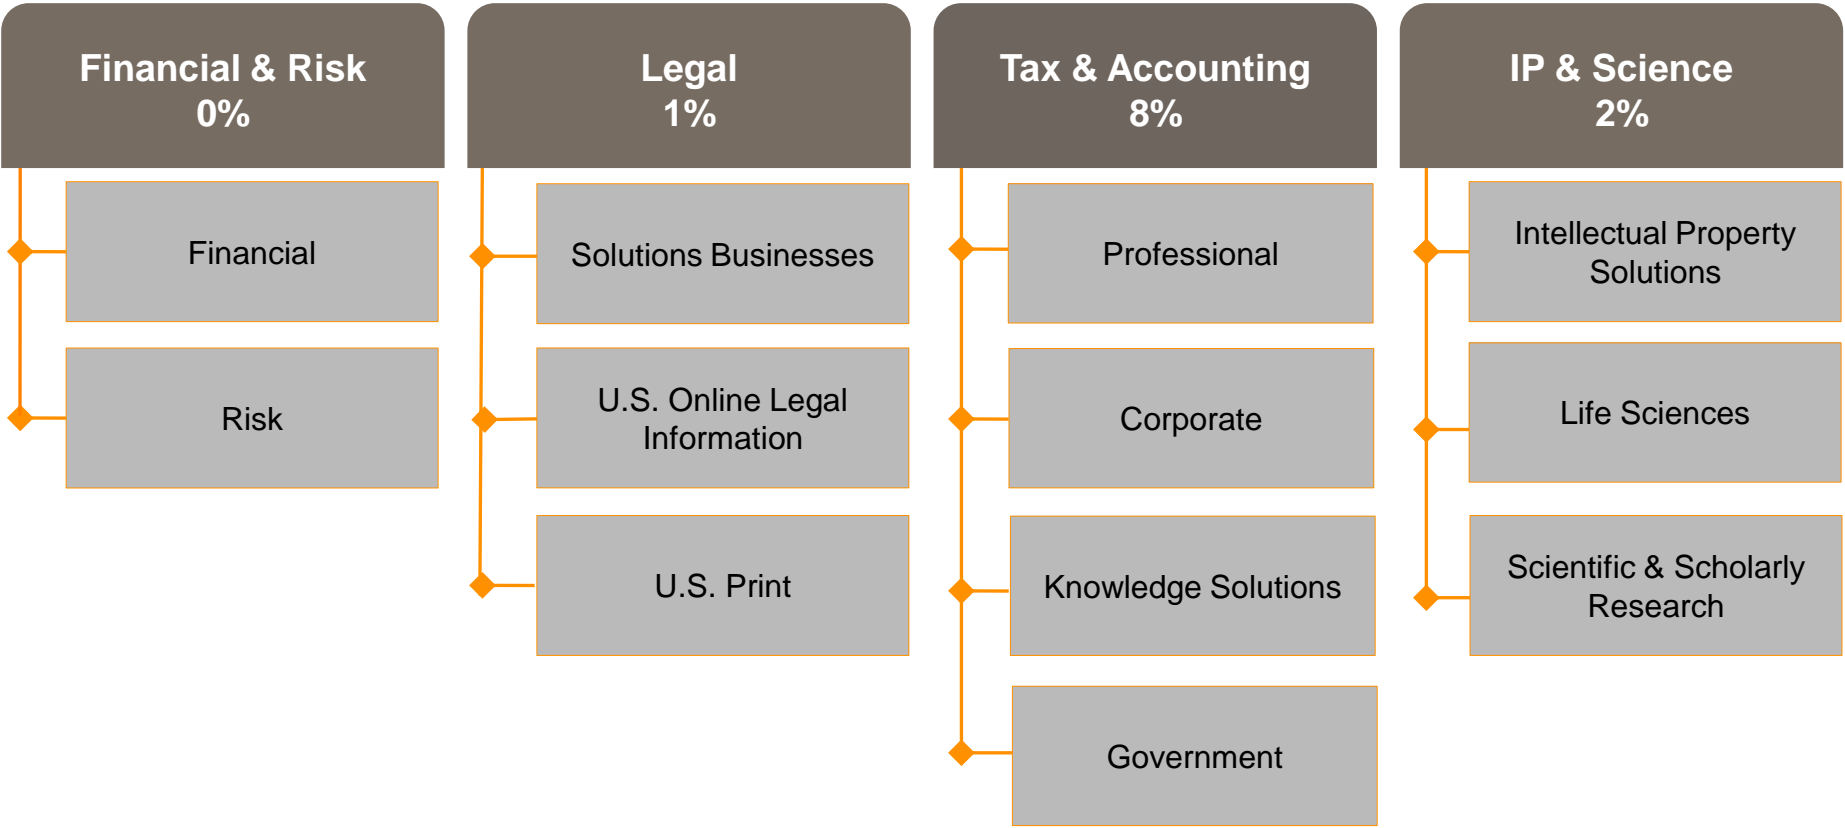 Financial & Risk
0%
Financial
Risk
Legal
1%
Solutions Businesses
U.S. Online Legal
Information
U.S. Print
Tax & Accounting
8%
Professional
Corporate
Knowledge Solutions
Government
IP & Science
2%
Intellectual Property
Solutions
Life Sciences
Scientific & Scholarly
Research